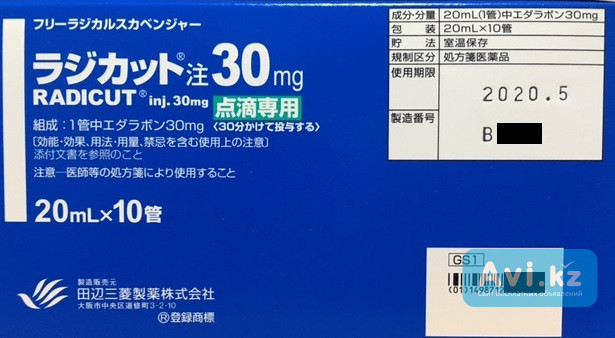 フリーラジカルスカベンジャー
ラジカット®注30mg
RADICUT® inj. 30mg 点滴専用
組成：1管中エダラボン30mg〈30分かけて投与する〉
〔効能・効果、用法・用量、禁忌を含む使用上の注意〕
添付文書を参照のこと
注意－医師等の処方箋により使用すること
20mL×10管
製造販売元
田辺三菱製薬株式会社
大阪市中央区道修町3-2-10
®登録商標
成分・分量 20mL(1管)中エダラボン30mg
包装 20mL×10管
貯法 室温保存
規制区分 処方箋医薬品
使用期限
2020.5
製造番号
B
GS1
(01)1498712
Avi.kz
сайт бесплатных объявлений